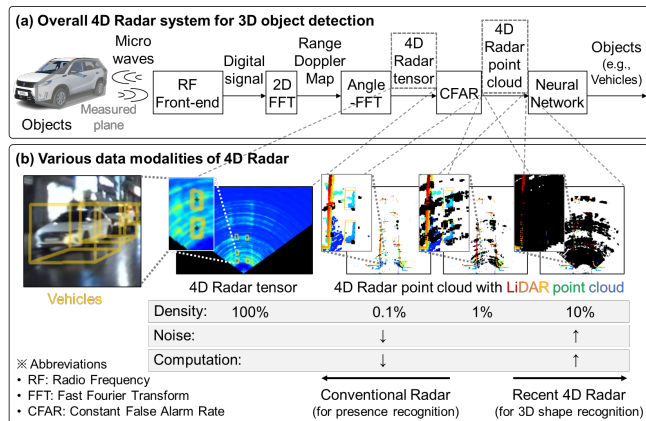 (a) Overall 4D Radar system for 3D object detection
Micro
waves
Measured
plane
Objects
RF
Front-end
Digital
signal
2D
FFT
Range
Doppler
Map
Angle
-FFT
4D
Radar
tensor
CFAR
4D
Radar
point
cloud
Neural
Network
Objects
(e.g.,
Vehicles)
(b) Various data modalities of 4D Radar
Vehicles
4D Radar tensor
4D Radar point cloud with LiDAR point cloud
Density: 100% 0.1% 1% 10%
Noise: ↓ ↑
Computation: ↓ ↑
※ Abbreviations
• RF: Radio Frequency
• FFT: Fast Fourier Transform
• CFAR: Constant False Alarm Rate
Conventional Radar
(for presence recognition)
Recent 4D Radar
(for 3D shape recognition)